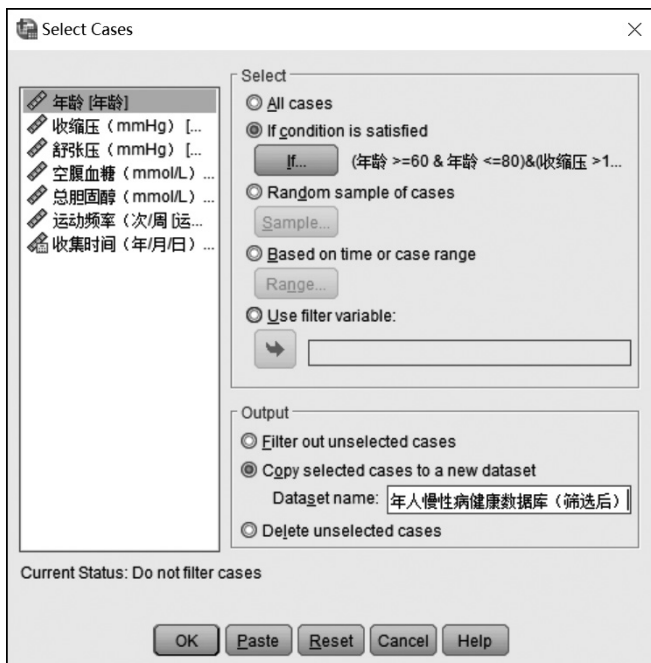 Select Cases
年龄 [年龄]
收缩压（mmHg）[...
舒张压（mmHg）[...
空腹血糖（mmol/L）...
总胆固醇（mmol/L）...
运动频率（次/周 [运...
收集时间（年/月/日）...
Select
All cases
If condition is satisfied
If... (年龄 >=60 & 年龄 <=80)&(收缩压 >1...
Random sample of cases
Sample...
Based on time or case range
Range...
Use filter variable:
Output
Filter out unselected cases
Copy selected cases to a new dataset
Dataset name: 年人慢性病健康数据库（筛选后）
Delete unselected cases
Current Status: Do not filter cases
OK Paste Reset Cancel Help